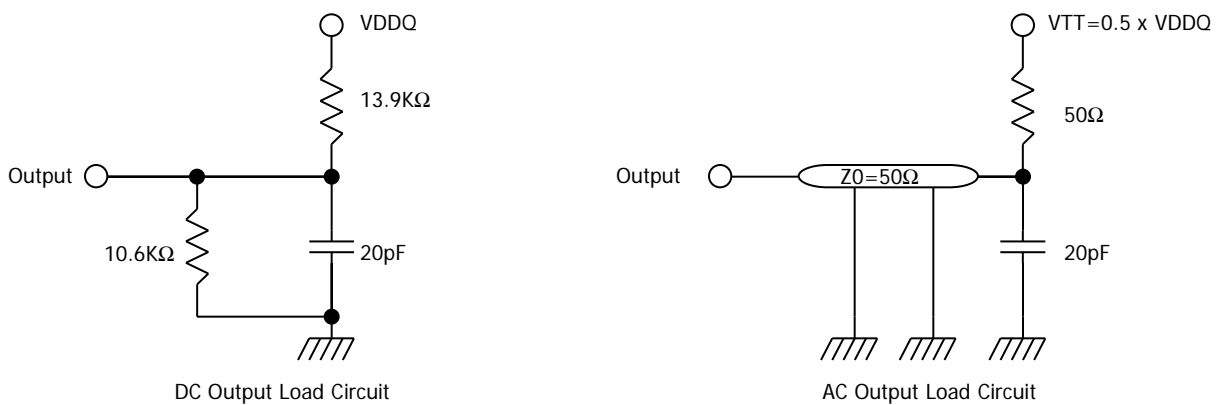 VDDQ
13.9KΩ
Output
10.6KΩ
20pF
DC Output Load Circuit
VTT=0.5 x VDDQ
50Ω
Output
Z0=50Ω
20pF
AC Output Load Circuit